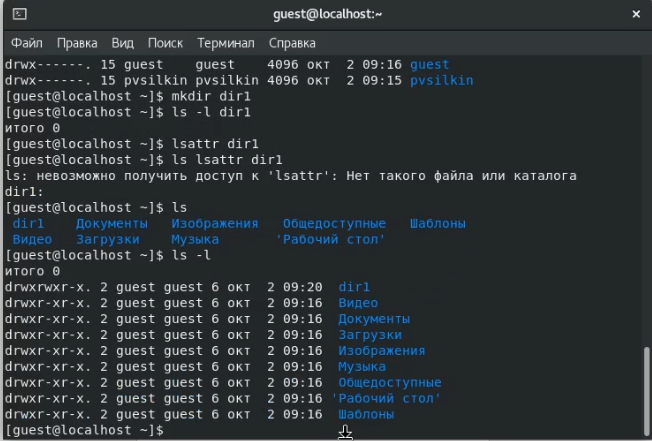 guest@localhost:~
Файл Правка Вид Поиск Терминал Справка
drwx------. 15 guest    guest    4096 окт  2 09:16 guest
drwx------. 15 pvsilkin pvsilkin 4096 окт  2 09:15 pvsilkin
[guest@localhost ~]$ mkdir dir1
[guest@localhost ~]$ ls -l dir1
итого 0
[guest@localhost ~]$ lsattr dir1
[guest@localhost ~]$ ls lsattr dir1
ls: невозможно получить доступ к 'lsattr': Нет такого файла или каталога
dir1:
[guest@localhost ~]$ ls
dir1    Документы   Изображения   Общедоступные   Шаблоны
Видео   Загрузки    Музыка       'Рабочий стол'
[guest@localhost ~]$ ls -l
итого 0
drwxrwxr-x. 2 guest guest 6 окт  2 09:20  dir1
drwxr-xr-x. 2 guest guest 6 окт  2 09:16  Видео
drwxr-xr-x. 2 guest guest 6 окт  2 09:16  Документы
drwxr-xr-x. 2 guest guest 6 окт  2 09:16  Загрузки
drwxr-xr-x. 2 guest guest 6 окт  2 09:16  Изображения
drwxr-xr-x. 2 guest guest 6 окт  2 09:16  Музыка
drwxr-xr-x. 2 guest guest 6 окт  2 09:16  Общедоступные
drwxr-xr-x. 2 guest guest 6 окт  2 09:16 'Рабочий стол'
drwxr-xr-x. 2 guest guest 6 окт  2 09:16  Шаблоны
[guest@localhost ~]$